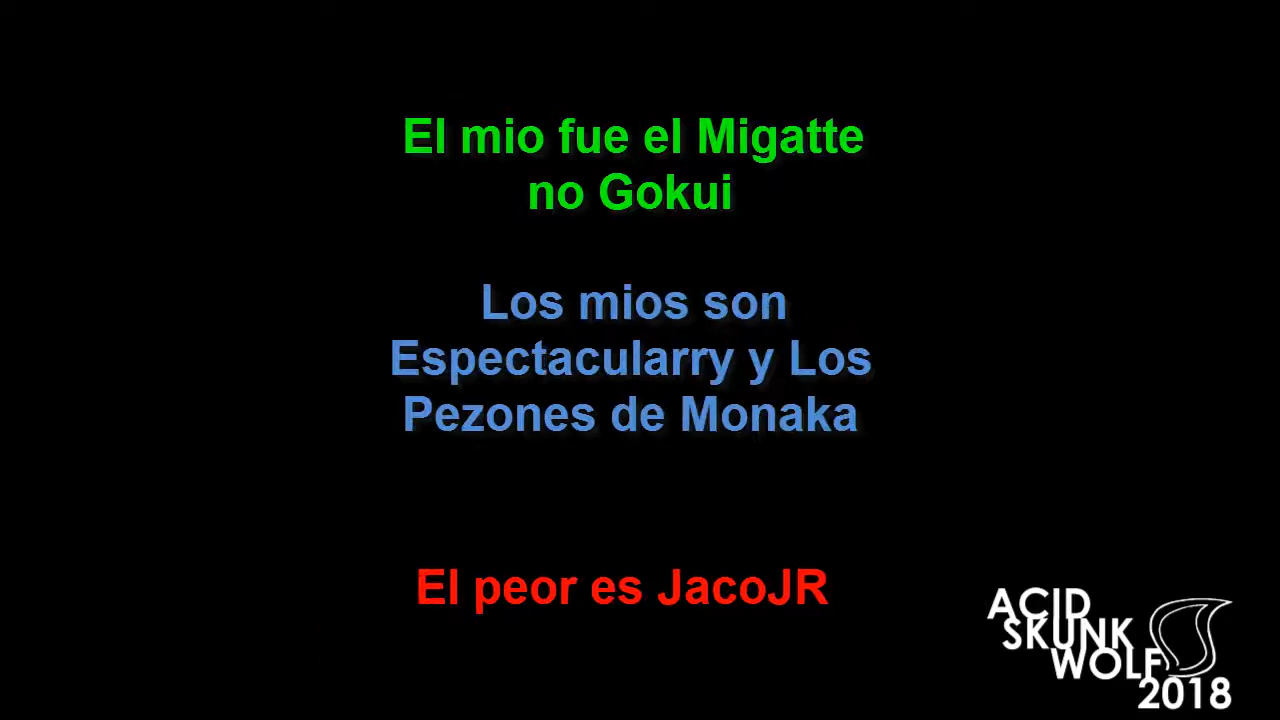 El mio fue el Migatte
no Gokui
Los mios son
Espectacularry y Los
Pezones de Monaka
El peor es JacoJR
ACID
SKUNK
WOLF
2018